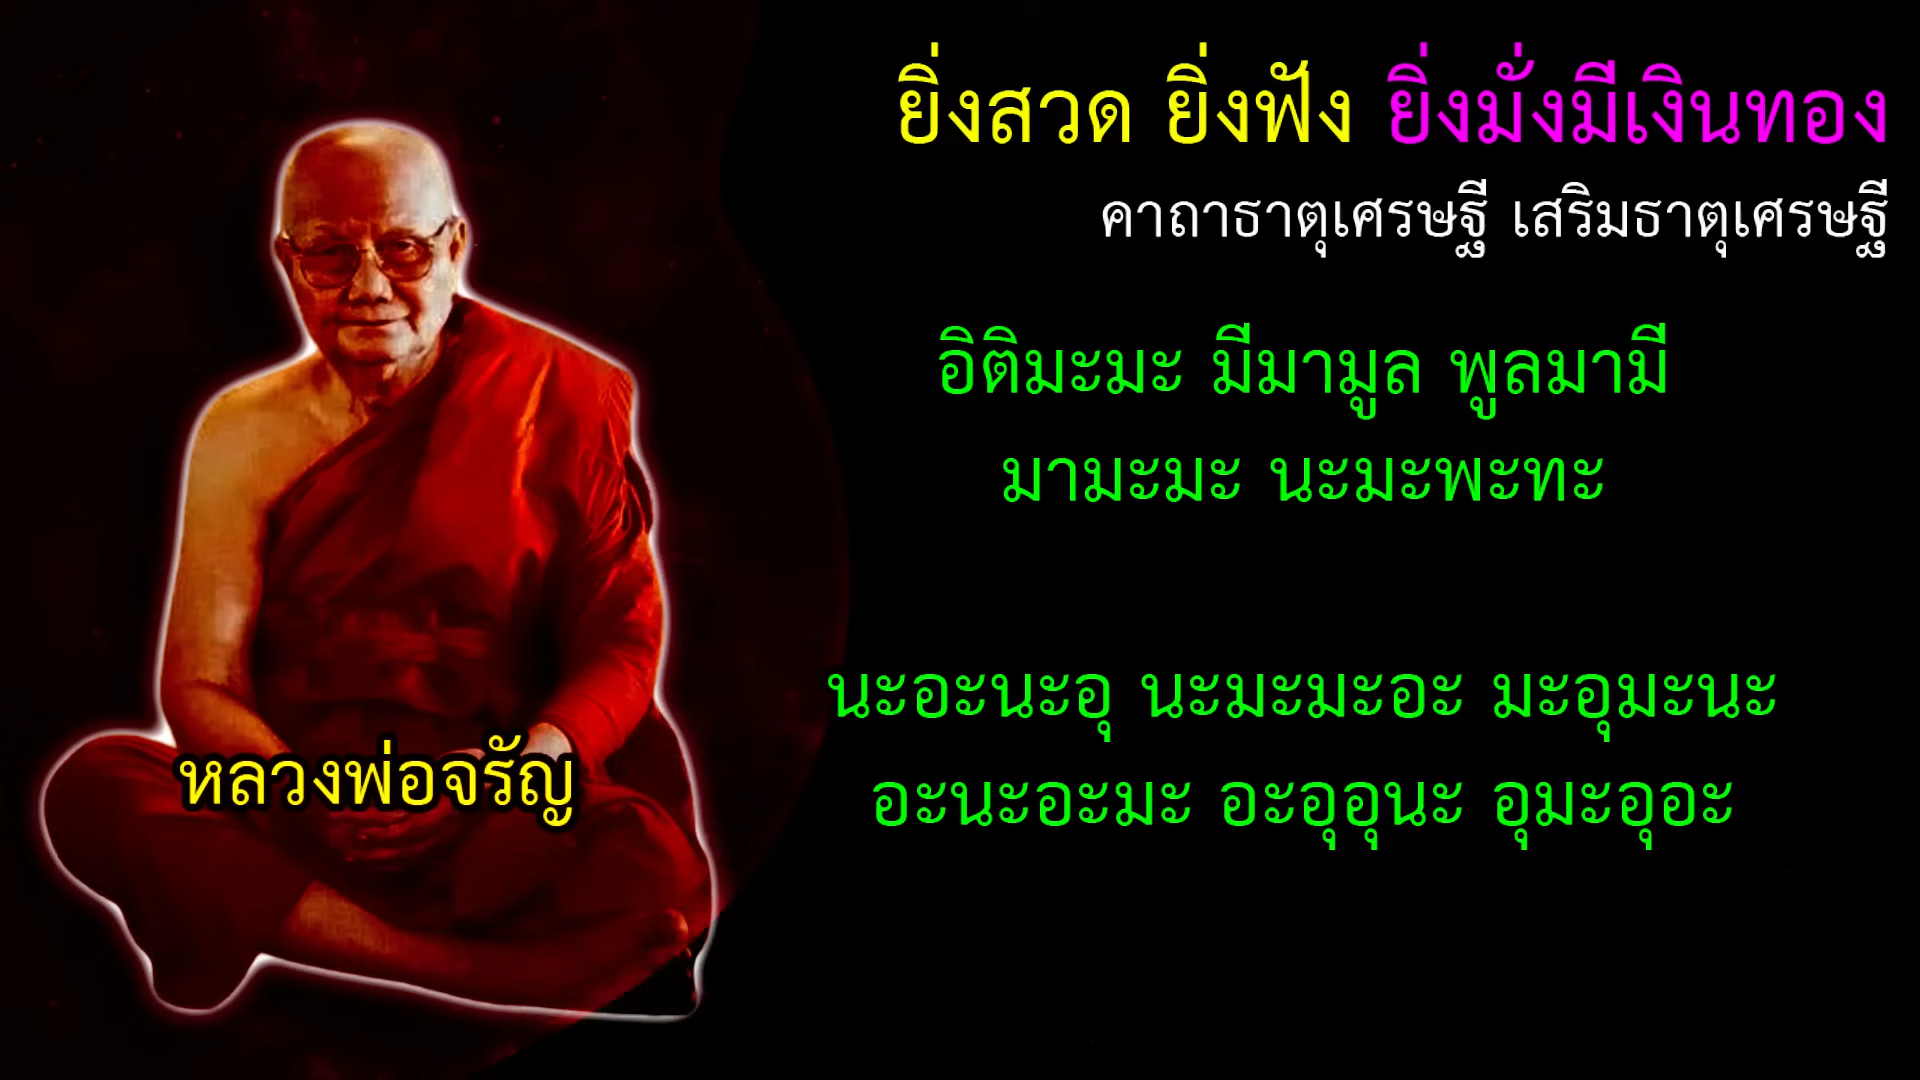 ยิ่งสวด ยิ่งฟัง ยิ่งมั่งมีเงินทอง
คาถาธาตุเศรษฐี เสริมธาตุเศรษฐี
อิติมะมะ มีมามูล พูลมามี
มามะมะ นะมะพะทะ
นะอะนะอุ นะมะมะอะ มะอุมะนะ
อะนะอะมะ อะอุอุนะ อุมะอุอะ
หลวงพ่อจรัญ